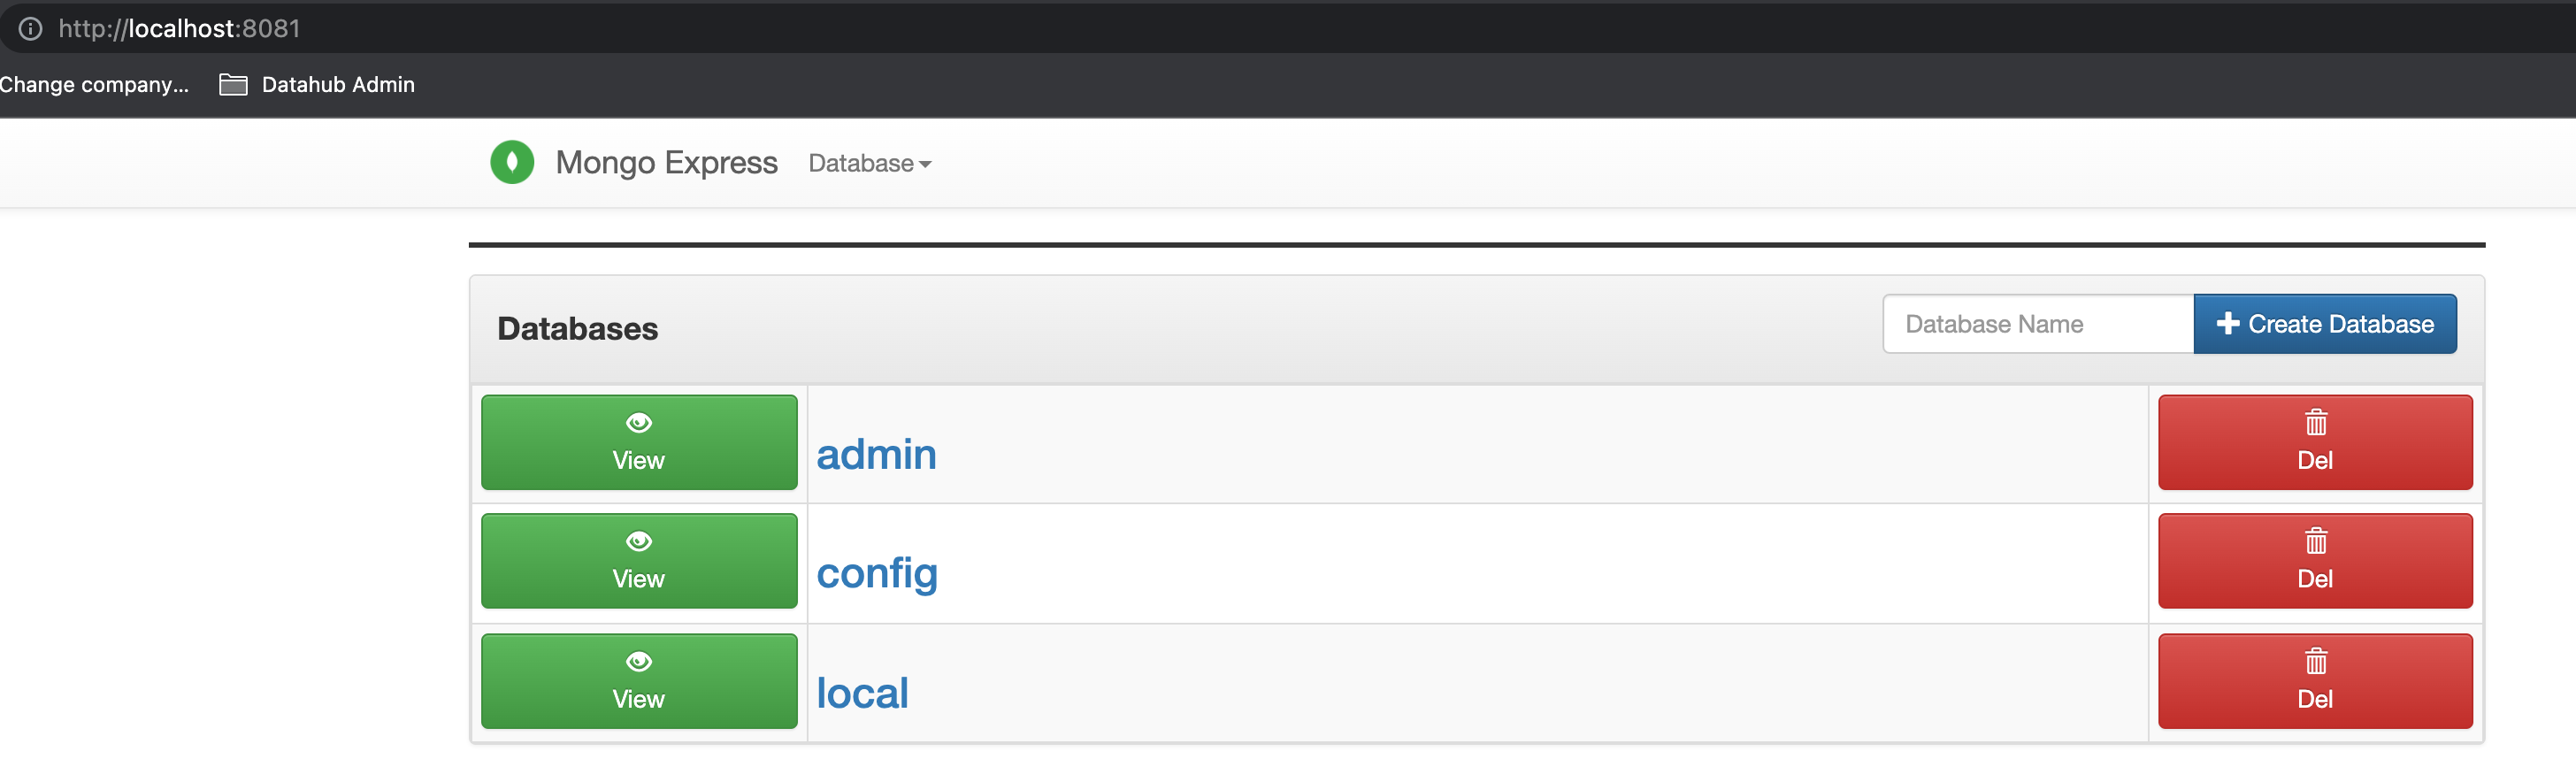 http://localhost:8081
Change company... Datahub Admin
Mongo Express Database
Databases Database Name Create Database
View admin Del
View config Del
View local Del